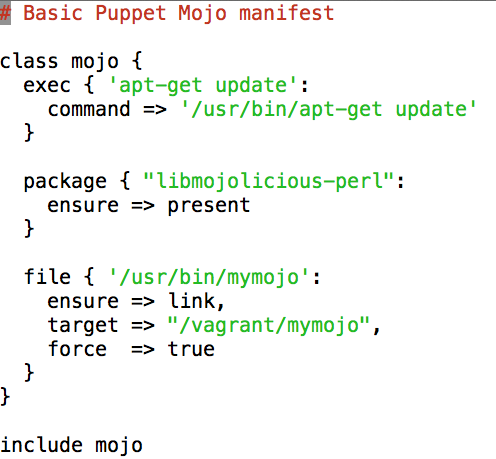 # Basic Puppet Mojo manifest

class mojo {
  exec { 'apt-get update':
    command => '/usr/bin/apt-get update'
  }

  package { "libmojolicious-perl":
    ensure => present
  }

  file { '/usr/bin/mymojo':
    ensure => link,
    target => "/vagrant/mymojo",
    force  => true
  }
}

include mojo